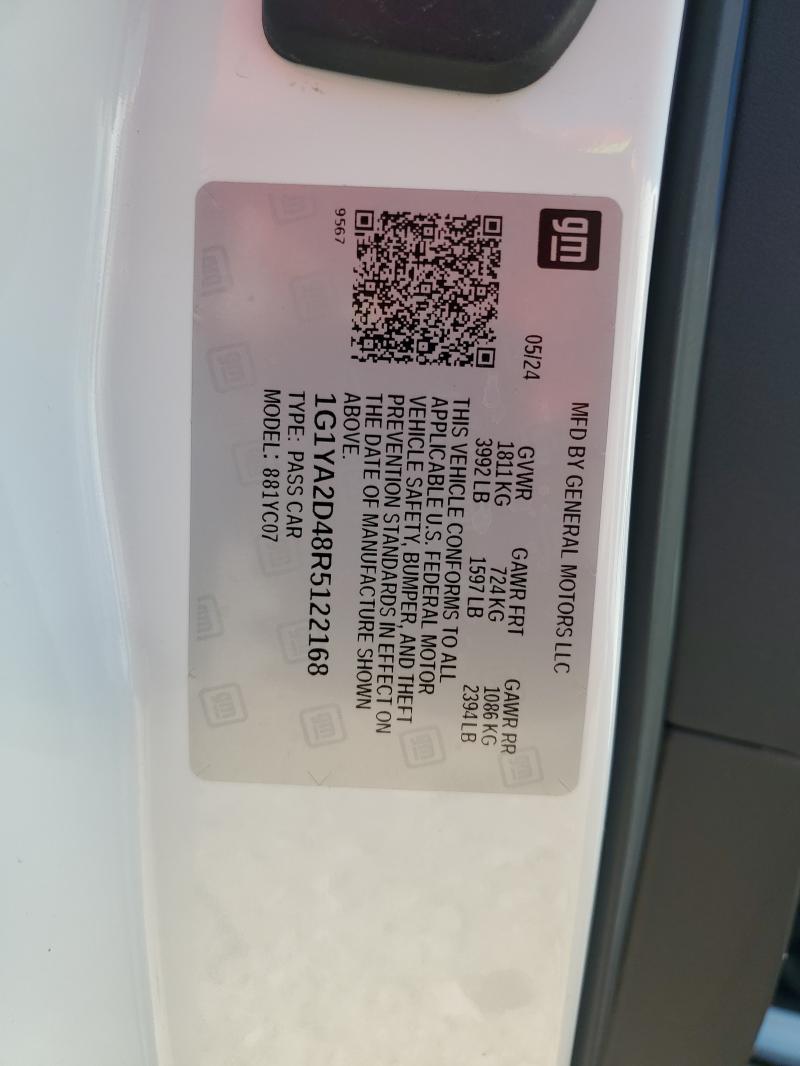 gm
MFD BY GENERAL MOTORS LLC
05/24
GVWR GAWR FRT GAWR RR
1811 KG 724 KG 1086 KG
3992 LB 1597 LB 2394 LB
THIS VEHICLE CONFORMS TO ALL
APPLICABLE U.S. FEDERAL MOTOR
VEHICLE SAFETY, BUMPER, AND THEFT
PREVENTION STANDARDS IN EFFECT ON
THE DATE OF MANUFACTURE SHOWN
ABOVE.
9567
1G1YA2D48R5122168
TYPE: PASS CAR
MODEL: 881YC07